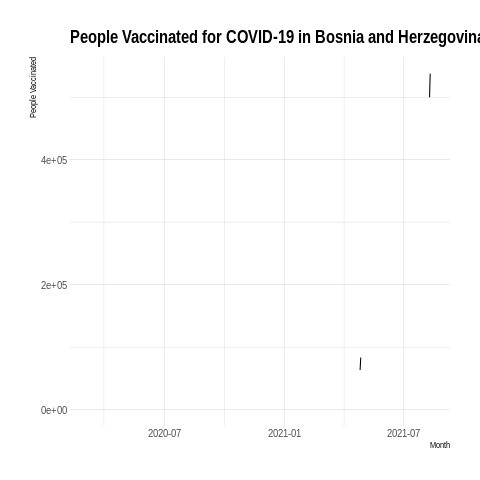 People Vaccinated for COVID-19 in Bosnia and Herzegovina
People Vaccinated
4e+05
2e+05
0e+00
2020-07
2021-01
2021-07
Month